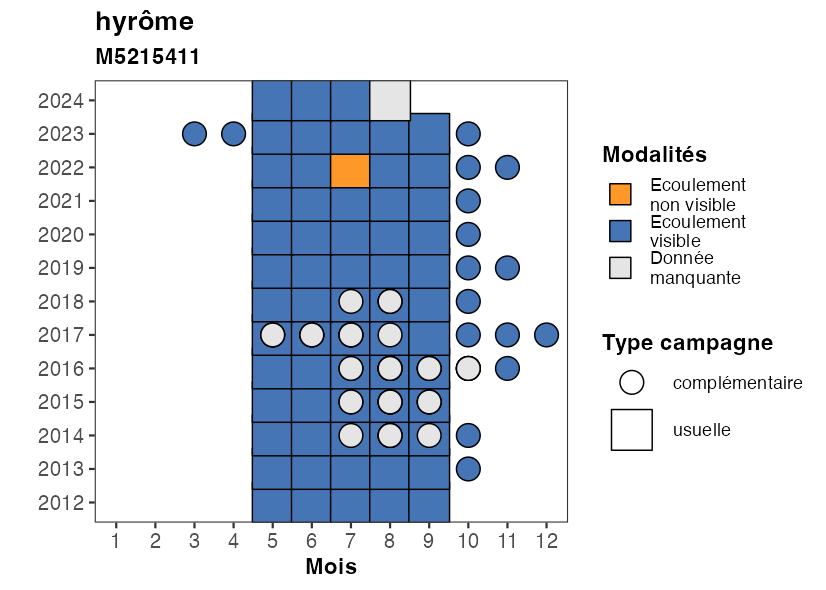 hyrôme
M5215411
2024
2023
2022
2021
2020
2019
2018
2017
2016
2015
2014
2013
2012
1 2 3 4 5 6 7 8 9 10 11 12
Mois
Modalités
Ecoulement
non visible
Ecoulement
visible
Donnée
manquante
Type campagne
complémentaire
usuelle